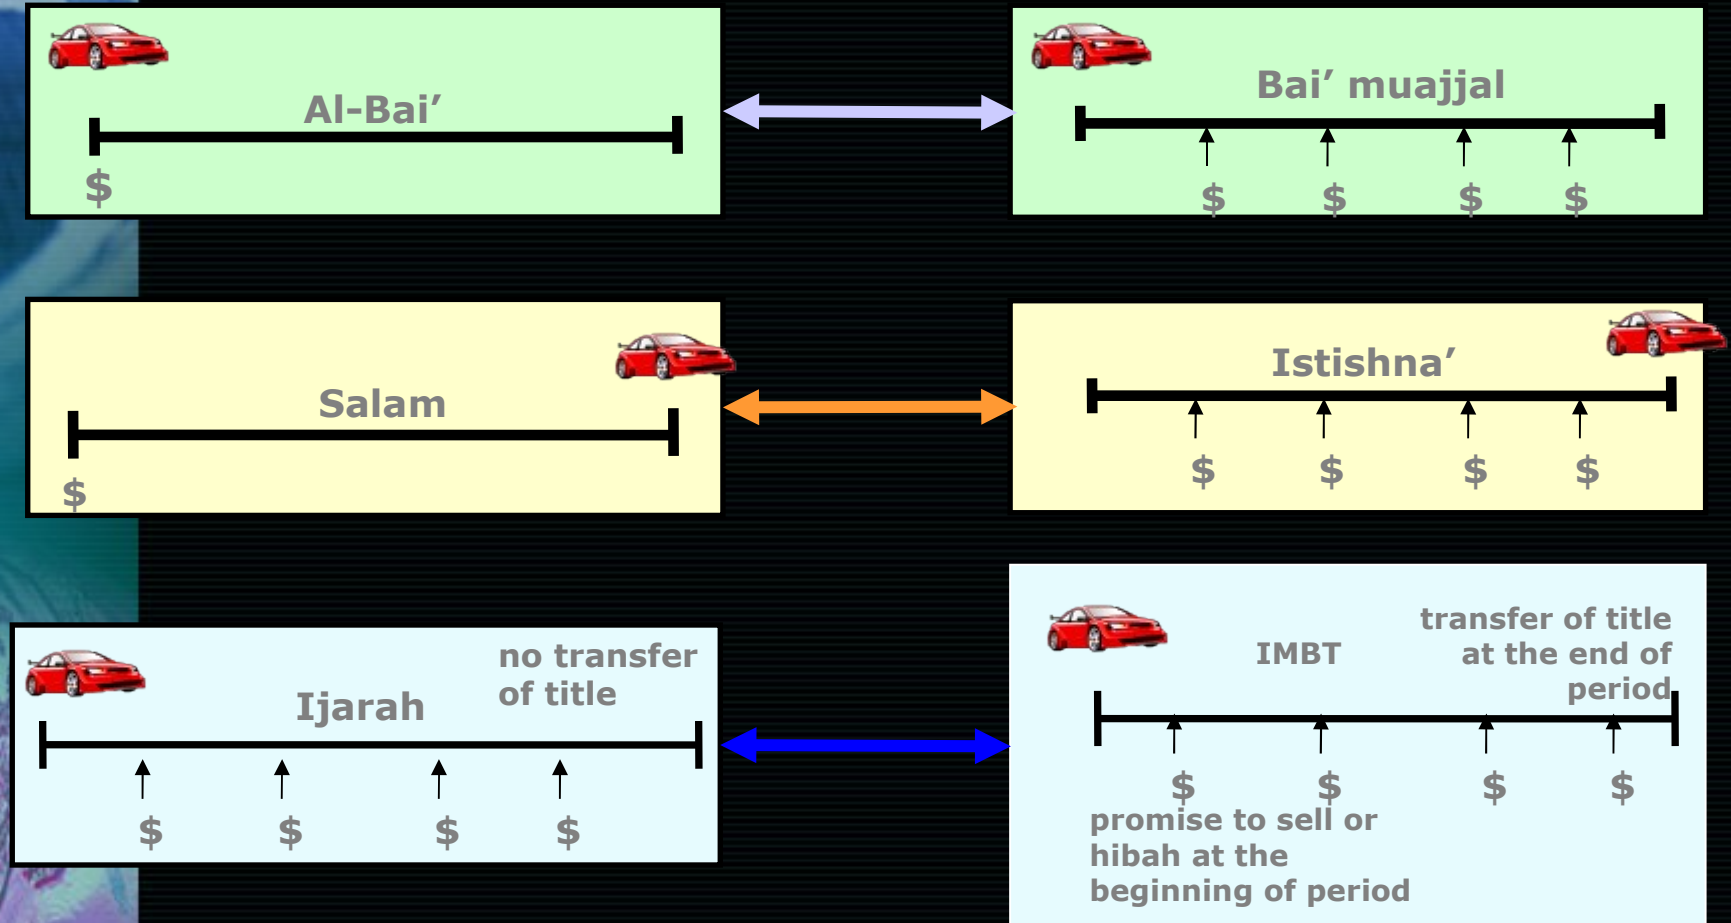 Al-Bai’
$
Bai’ muajjal
$ $ $ $
Salam
$
Istishna’
$ $ $ $
no transfer
of title
Ijarah
$ $ $ $
transfer of title
at the end of
period
IMBT
$ $ $ $
promise to sell or
hibah at the
beginning of period